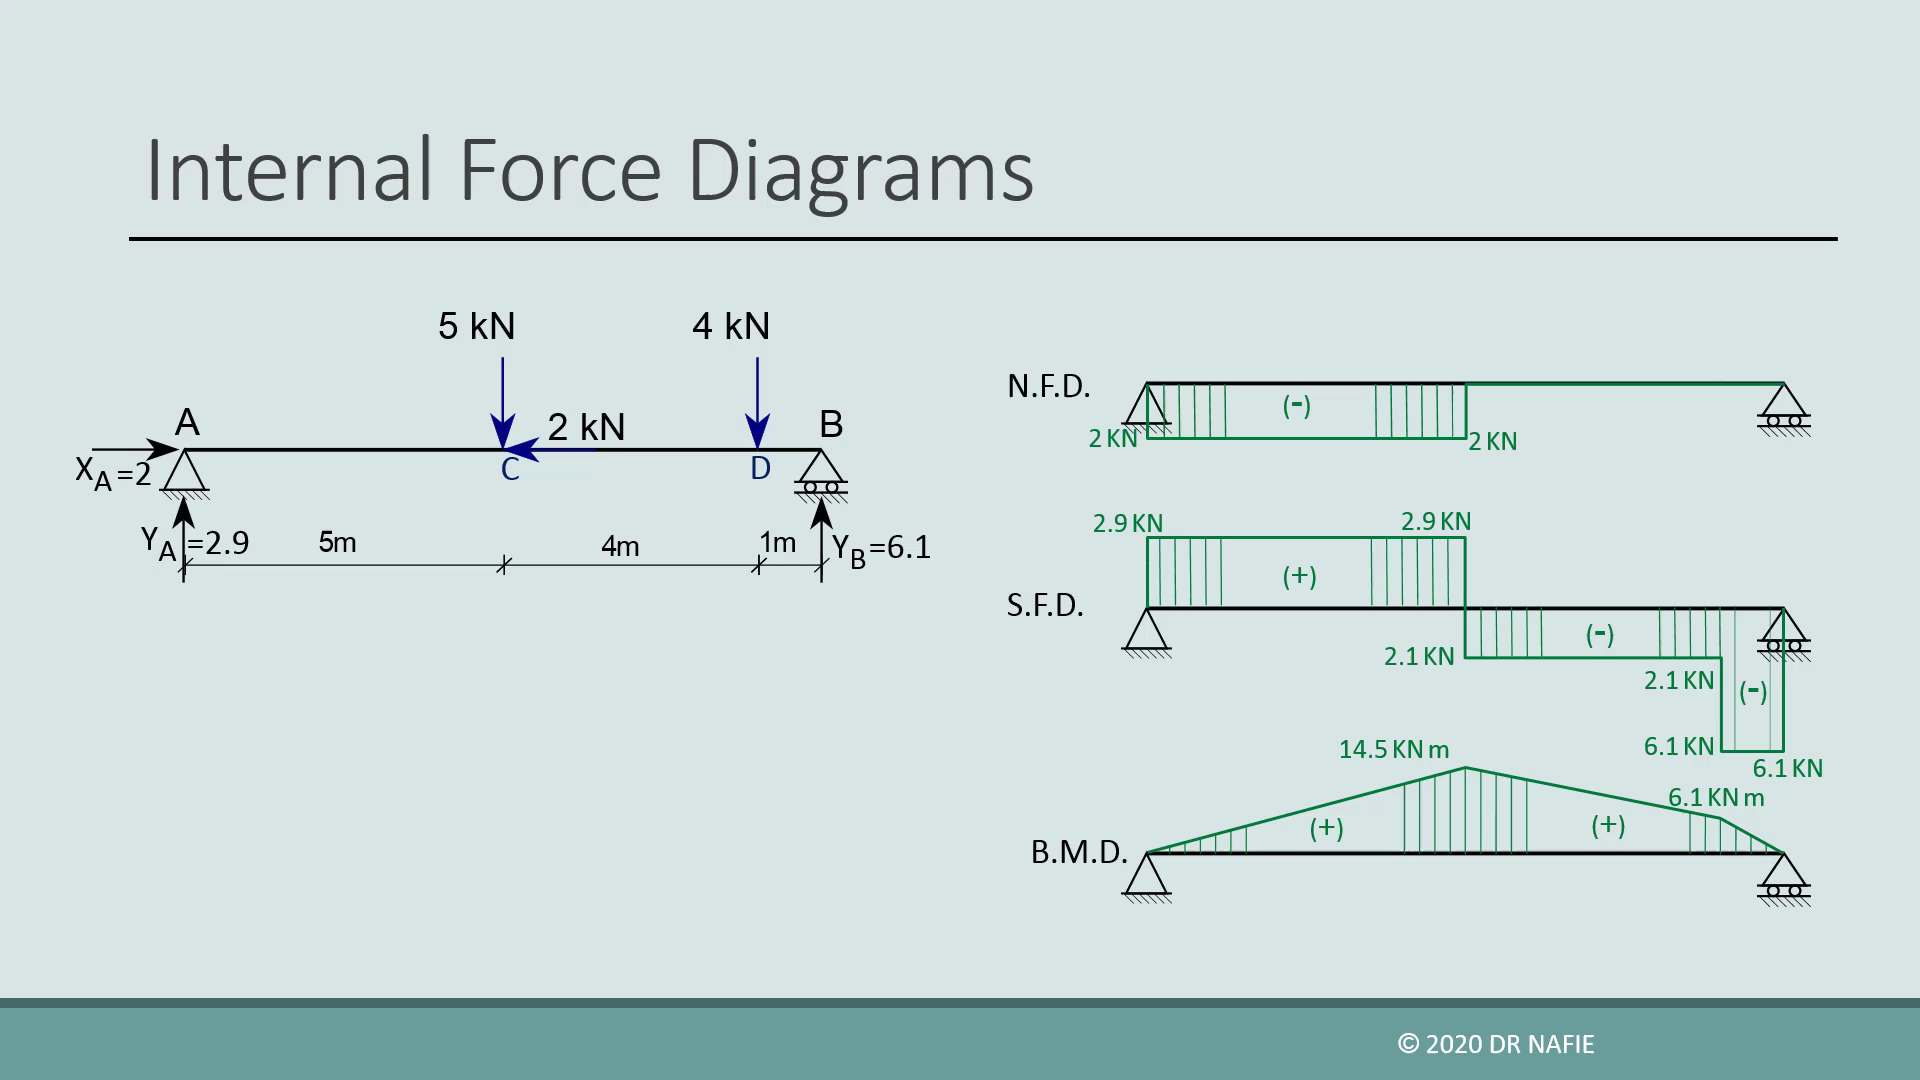 Internal Force Diagrams
5 kN
4 kN
A
2 kN
B
XA=2
C
D
YA=2.9
5m
4m
1m
YB=6.1
N.F.D.
(-)
2 KN
2 KN
2.9 KN
2.9 KN
(+)
S.F.D.
(-)
2.1 KN
2.1 KN
(-)
6.1 KN
6.1 KN
14.5 KN m
6.1 KN m
(+)
(+)
B.M.D.
© 2020 DR NAFIE